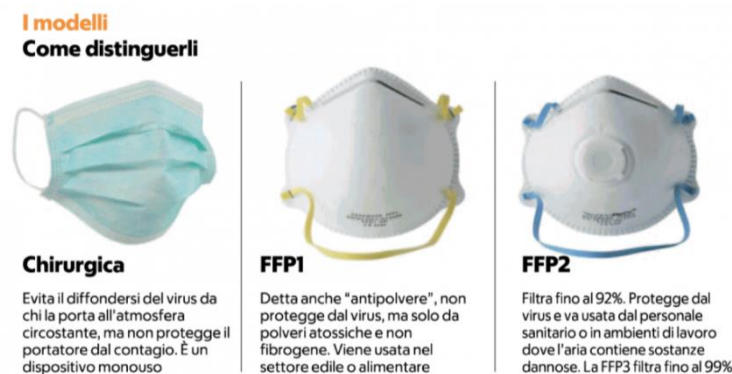 I modelli
Come distinguerli
Chirurgica
Evita il diffondersi del virus da
chi la porta all'atmosfera
circostante, ma non protegge il
portatore dal contagio. È un
dispositivo monouso
FFP1
Detta anche "antipolvere", non
protegge dal virus, ma solo da
polveri atossiche e non
fibrogene. Viene usata nel
settore edile o alimentare
FFP2
Filtra fino al 92%. Protegge dal
virus e va usata dal personale
sanitario o in ambienti di lavoro
dove l'aria contiene sostanze
dannose. La FFP3 filtra fino al 99%